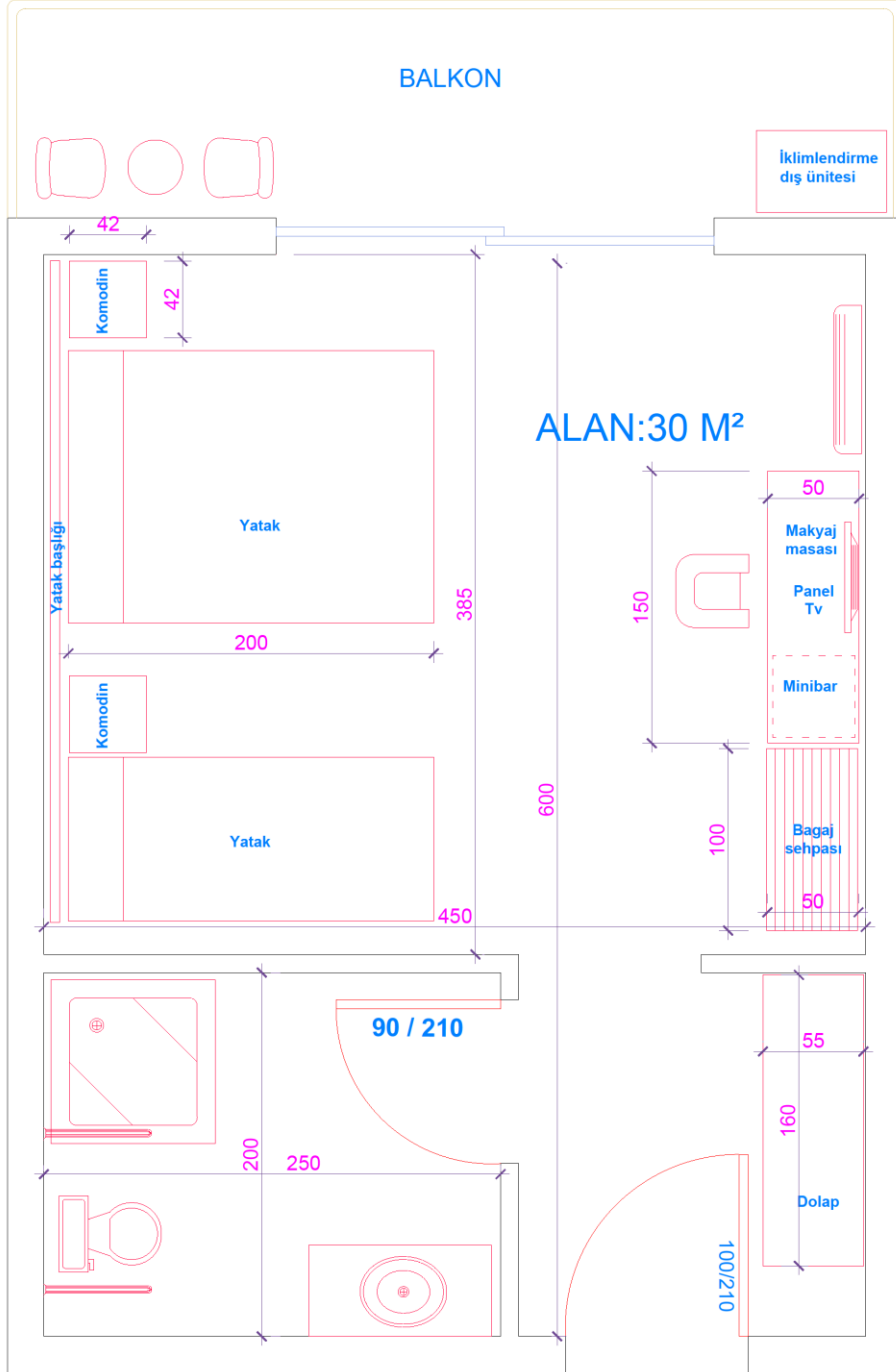 BALKON
İklimlendirme
dış ünitesi
42
Komodin
42
ALAN:30 M²
50
Yatak başlığı
Yatak
Makyaj
masası
Panel
Tv
385
150
200
Minibar
Komodin
600
100
Yatak
Bagaj
sehpası
450
50
90 / 210
55
160
200
250
Dolap
100/210